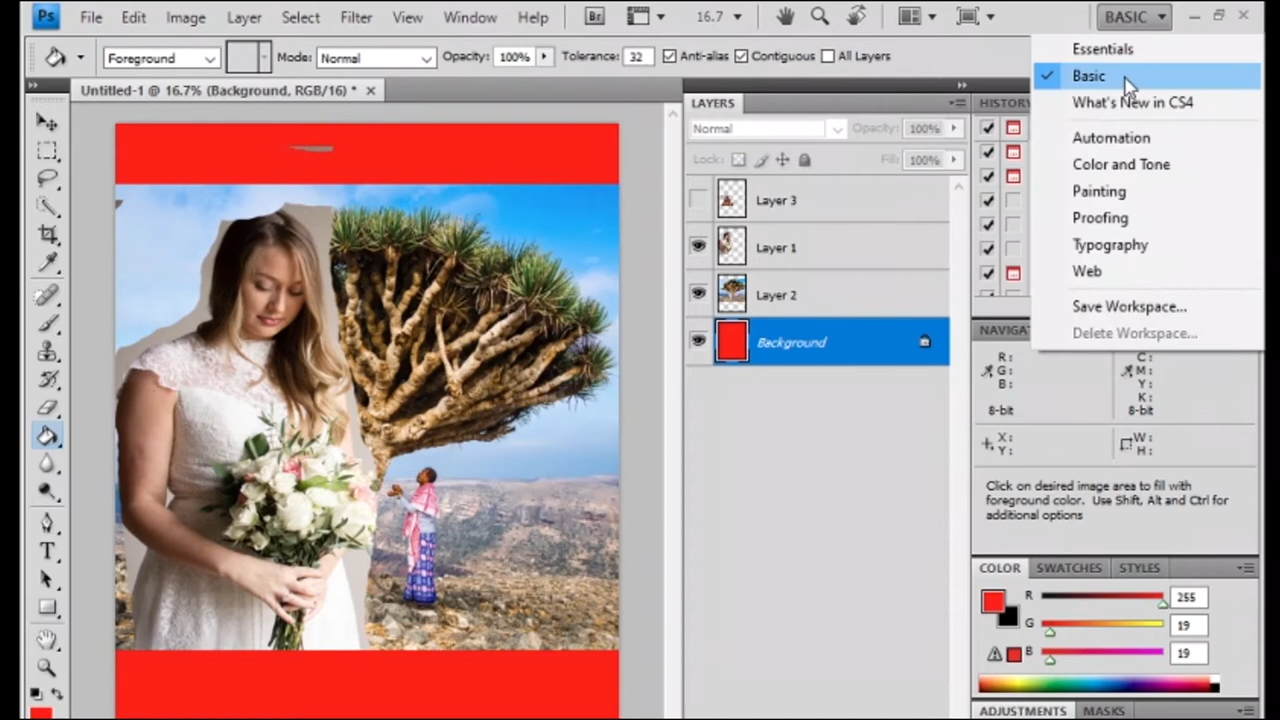 Ps File Edit Image Layer Select Filter View Window Help Br 16.7 BASIC
Foreground Mode: Normal Opacity: 100% Tolerance: 32 Anti-alias Contiguous All Layers
Untitled-1 @ 16.7% (Background, RGB/16) *
LAYERS
Normal Opacity: 100%
Lock: Fill: 100%
Layer 3
Layer 1
Layer 2
Background
HISTORY
Essentials
Basic
What's New in CS4
Automation
Color and Tone
Painting
Proofing
Typography
Web
Save Workspace...
Delete Workspace...
NAVIGAT
R: C:
G: M:
B: Y:
K:
8-bit 8-bit
X: W:
Y: H:
Click on desired image area to fill with
foreground color. Use Shift, Alt and Ctrl for
additional options
COLOR SWATCHES STYLES
R 255
G 19
B 19
ADJUSTMENTS MASKS
T